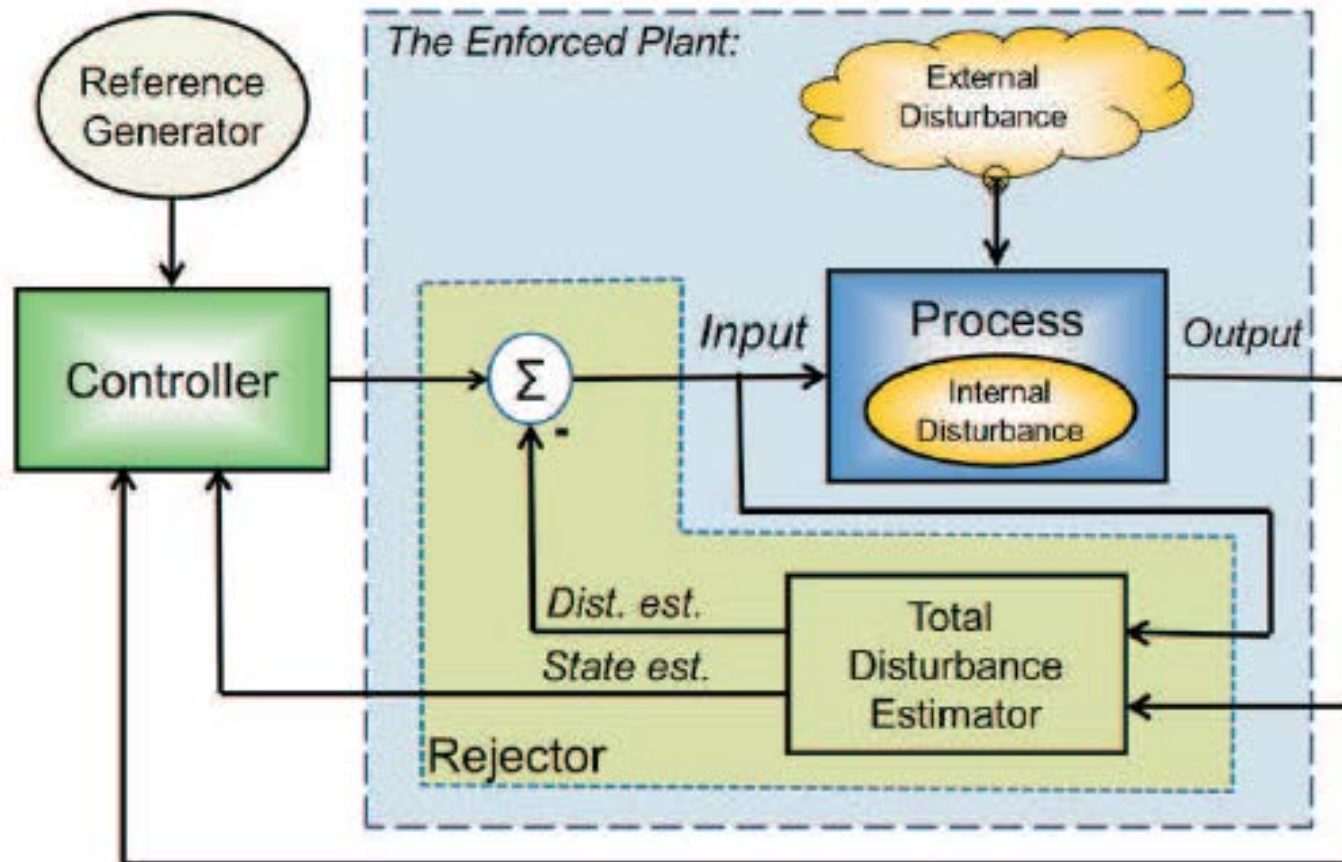 The Enforced Plant:
Reference
Generator
External
Disturbance
Controller
Σ
-
Input
Process
Output
Internal
Disturbance
Dist. est.
State est.
Total
Disturbance
Estimator
Rejector